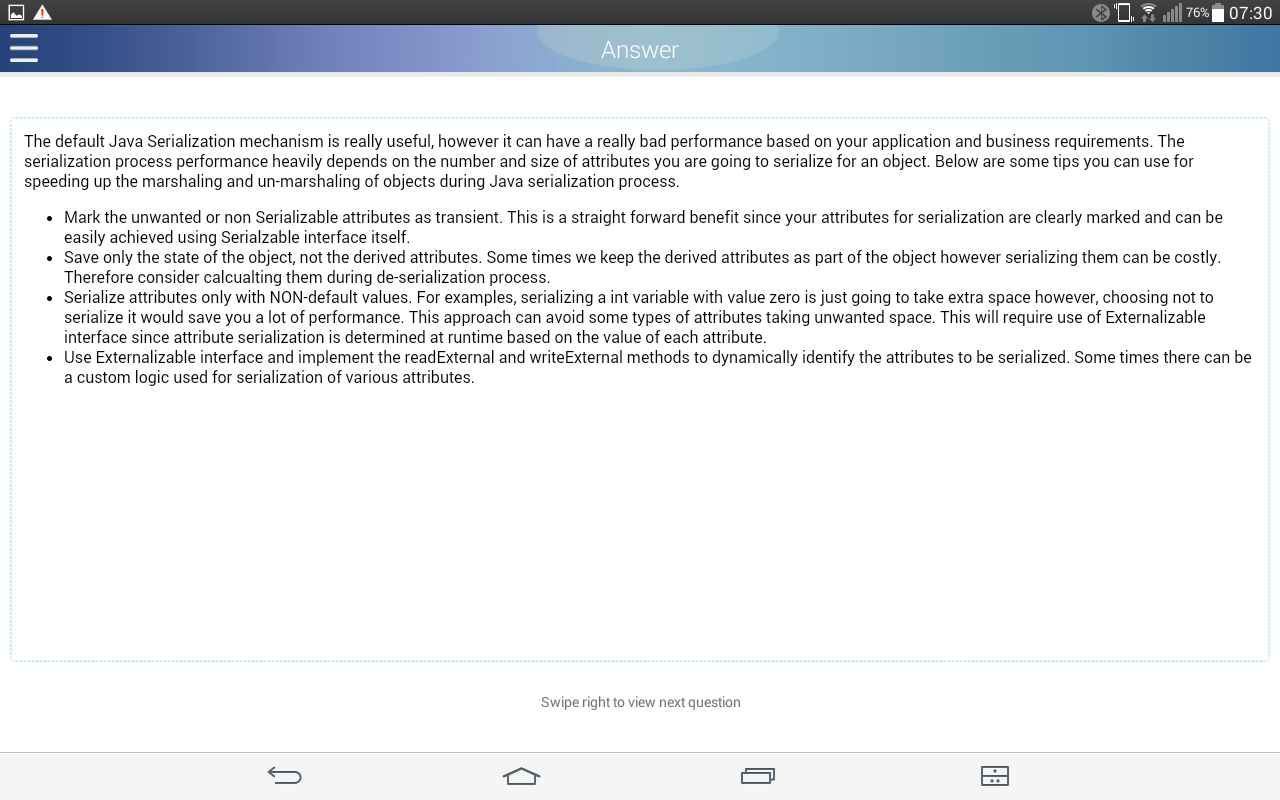 76% 07:30
Answer
The default Java Serialization mechanism is really useful, however it can have a really bad performance based on your application and business requirements. The
serialization process performance heavily depends on the number and size of attributes you are going to serialize for an object. Below are some tips you can use for
speeding up the marshaling and un-marshaling of objects during Java serialization process.
• Mark the unwanted or non Serializable attributes as transient. This is a straight forward benefit since your attributes for serialization are clearly marked and can be
easily achieved using Serialzable interface itself.
• Save only the state of the object, not the derived attributes. Some times we keep the derived attributes as part of the object however serializing them can be costly.
Therefore consider calcualting them during de-serialization process.
• Serialize attributes only with NON-default values. For examples, serializing a int variable with value zero is just going to take extra space however, choosing not to
serialize it would save you a lot of performance. This approach can avoid some types of attributes taking unwanted space. This will require use of Externalizable
interface since attribute serialization is determined at runtime based on the value of each attribute.
• Use Externalizable interface and implement the readExternal and writeExternal methods to dynamically identify the attributes to be serialized. Some times there can be
a custom logic used for serialization of various attributes.
Swipe right to view next question